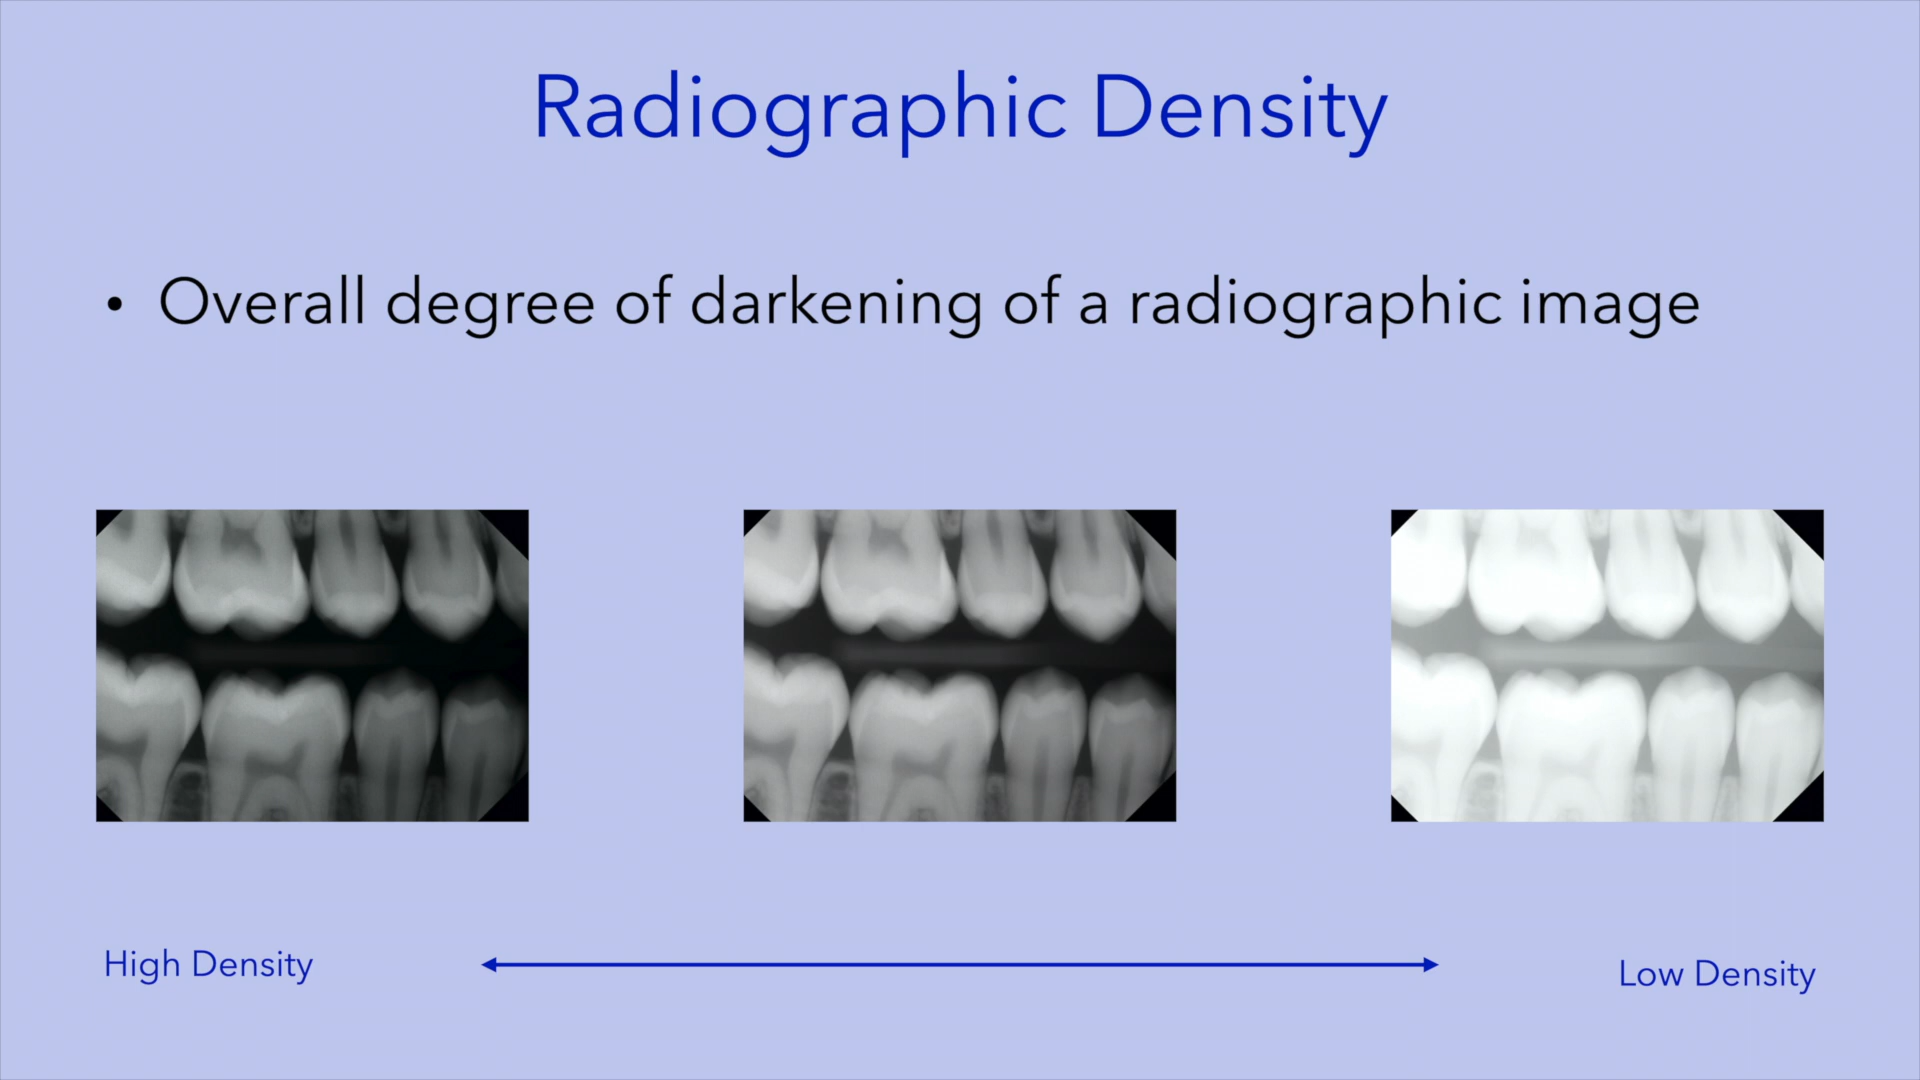 Radiographic Density
• Overall degree of darkening of a radiographic image
High Density
Low Density